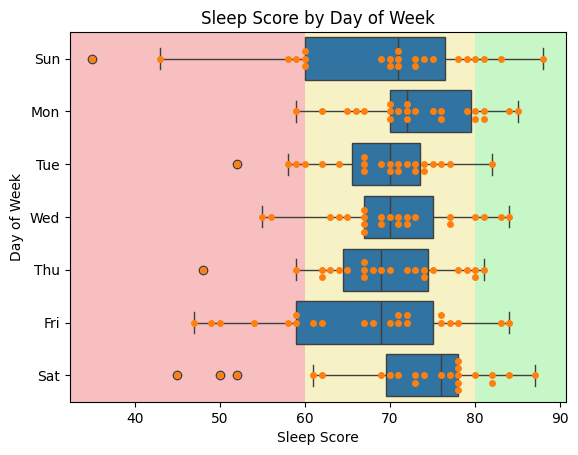 Sleep Score by Day of Week
Day of Week
Sun
Mon
Tue
Wed
Thu
Fri
Sat
40 50 60 70 80 90
Sleep Score